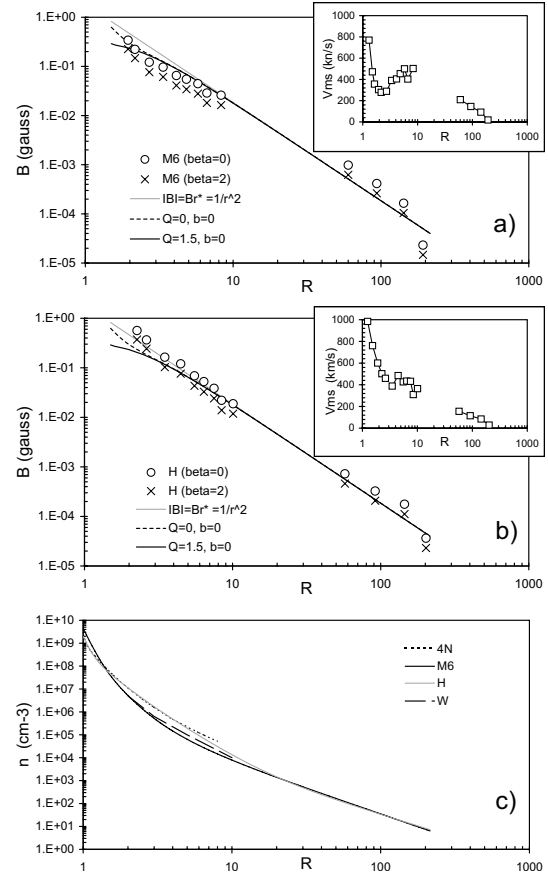 a)
B (gauss)
1.E+00
1.E-01
1.E-02
1.E-03
1.E-04
1.E-05
1
10
100
1000
R
M6 (beta=0)
M6 (beta=2)
IBI=Br* =1/r^2
Q=0, b=0
Q=1.5, b=0
Vms (kn/s)
1000
800
600
400
200
0
1
10
100
1000
R
b)
B (gauss)
1.E+00
1.E-01
1.E-02
1.E-03
1.E-04
1.E-05
1
10
100
1000
R
H (beta=0)
H (beta=2)
IBI=Br* =1/r^2
Q=0, b=0
Q=1.5, b=0
Vms (km/s)
1000
800
600
400
200
0
1
10
100
1000
R
c)
n (cm-3)
1.E+10
1.E+09
1.E+08
1.E+07
1.E+06
1.E+05
1.E+04
1.E+03
1.E+02
1.E+01
1.E+00
1
10
100
1000
R
4N
M6
H
W